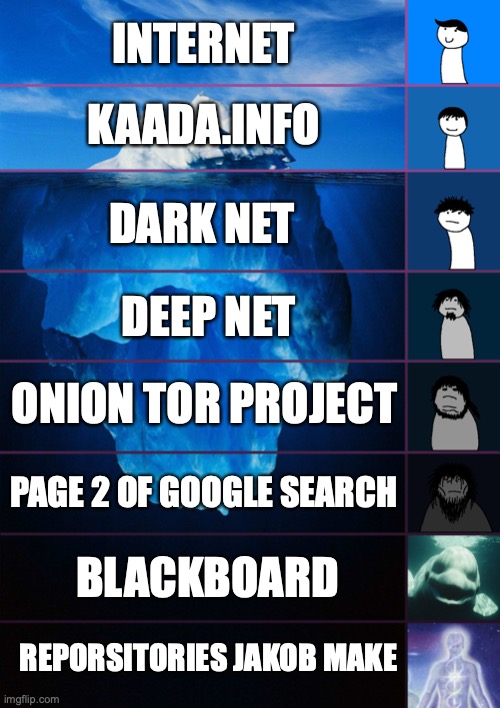 INTERNET
KAADA.INFO
DARK NET
DEEP NET
ONION TOR PROJECT
PAGE 2 OF GOOGLE SEARCH
BLACKBOARD
REPORSITORIES JAKOB MAKE
imgflip.com